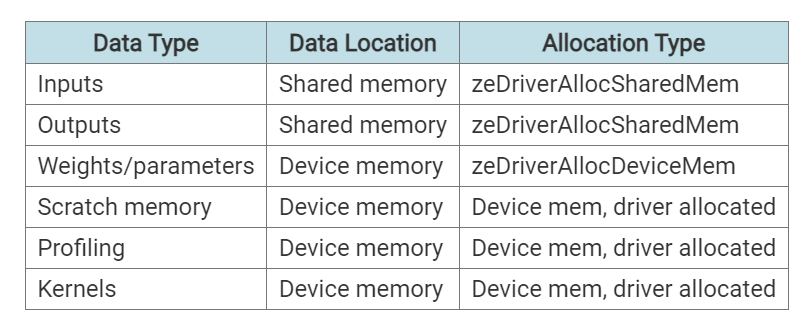 Data Type Data Location Allocation Type
Inputs Shared memory zeDriverAllocSharedMem
Outputs Shared memory zeDriverAllocSharedMem
Weights/parameters Device memory zeDriverAllocDeviceMem
Scratch memory Device memory Device mem, driver allocated
Profiling Device memory Device mem, driver allocated
Kernels Device memory Device mem, driver allocated